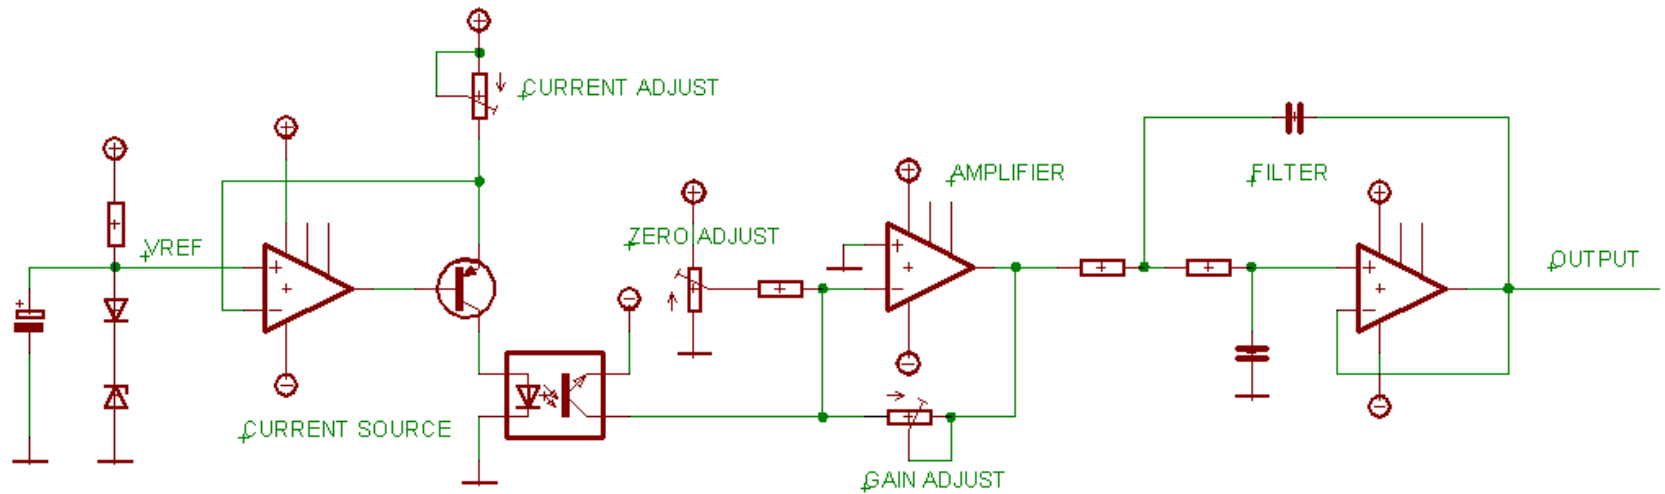 CURRENT ADJUST
AMPLIFIER
FILTER
VREF
ZERO ADJUST
OUTPUT
CURRENT SOURCE
GAIN ADJUST